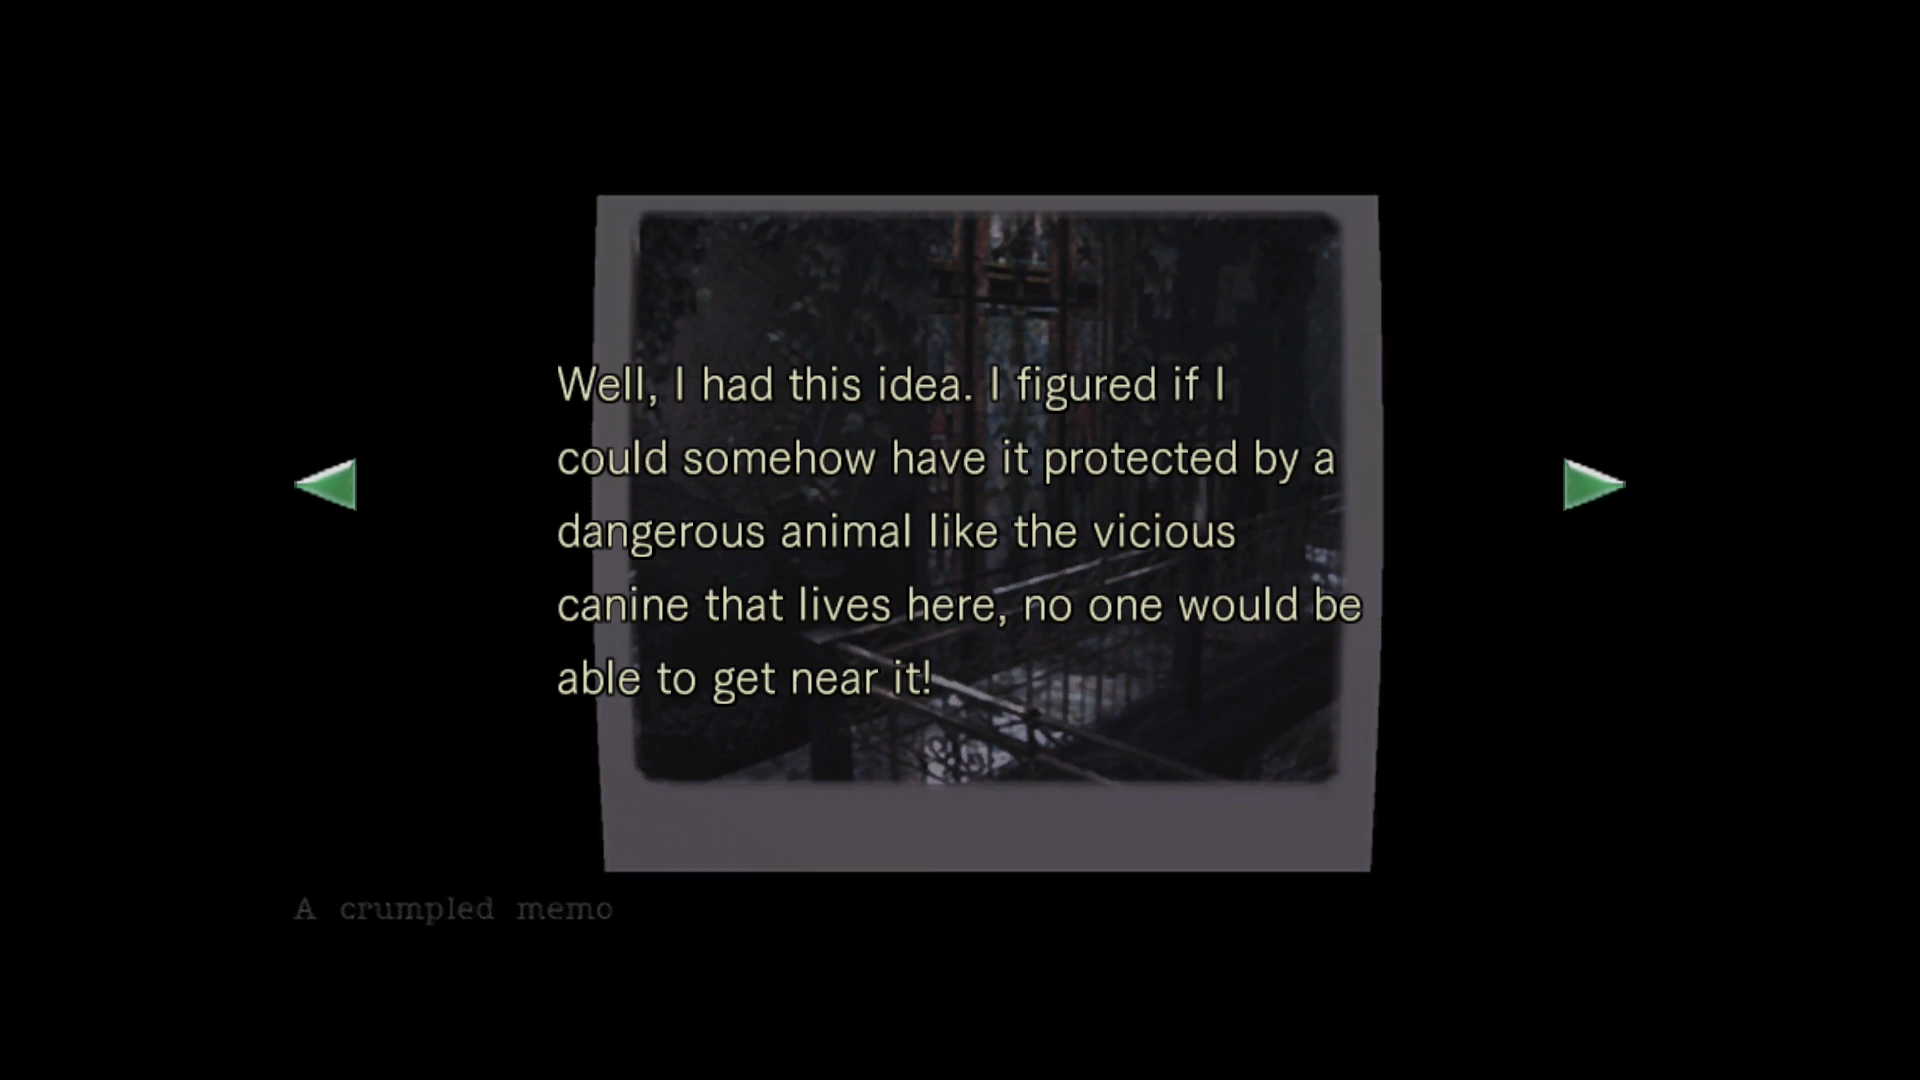 Well, I had this idea. I figured if I
could somehow have it protected by a
dangerous animal like the vicious
canine that lives here, no one would be
able to get near it!
A crumpled memo